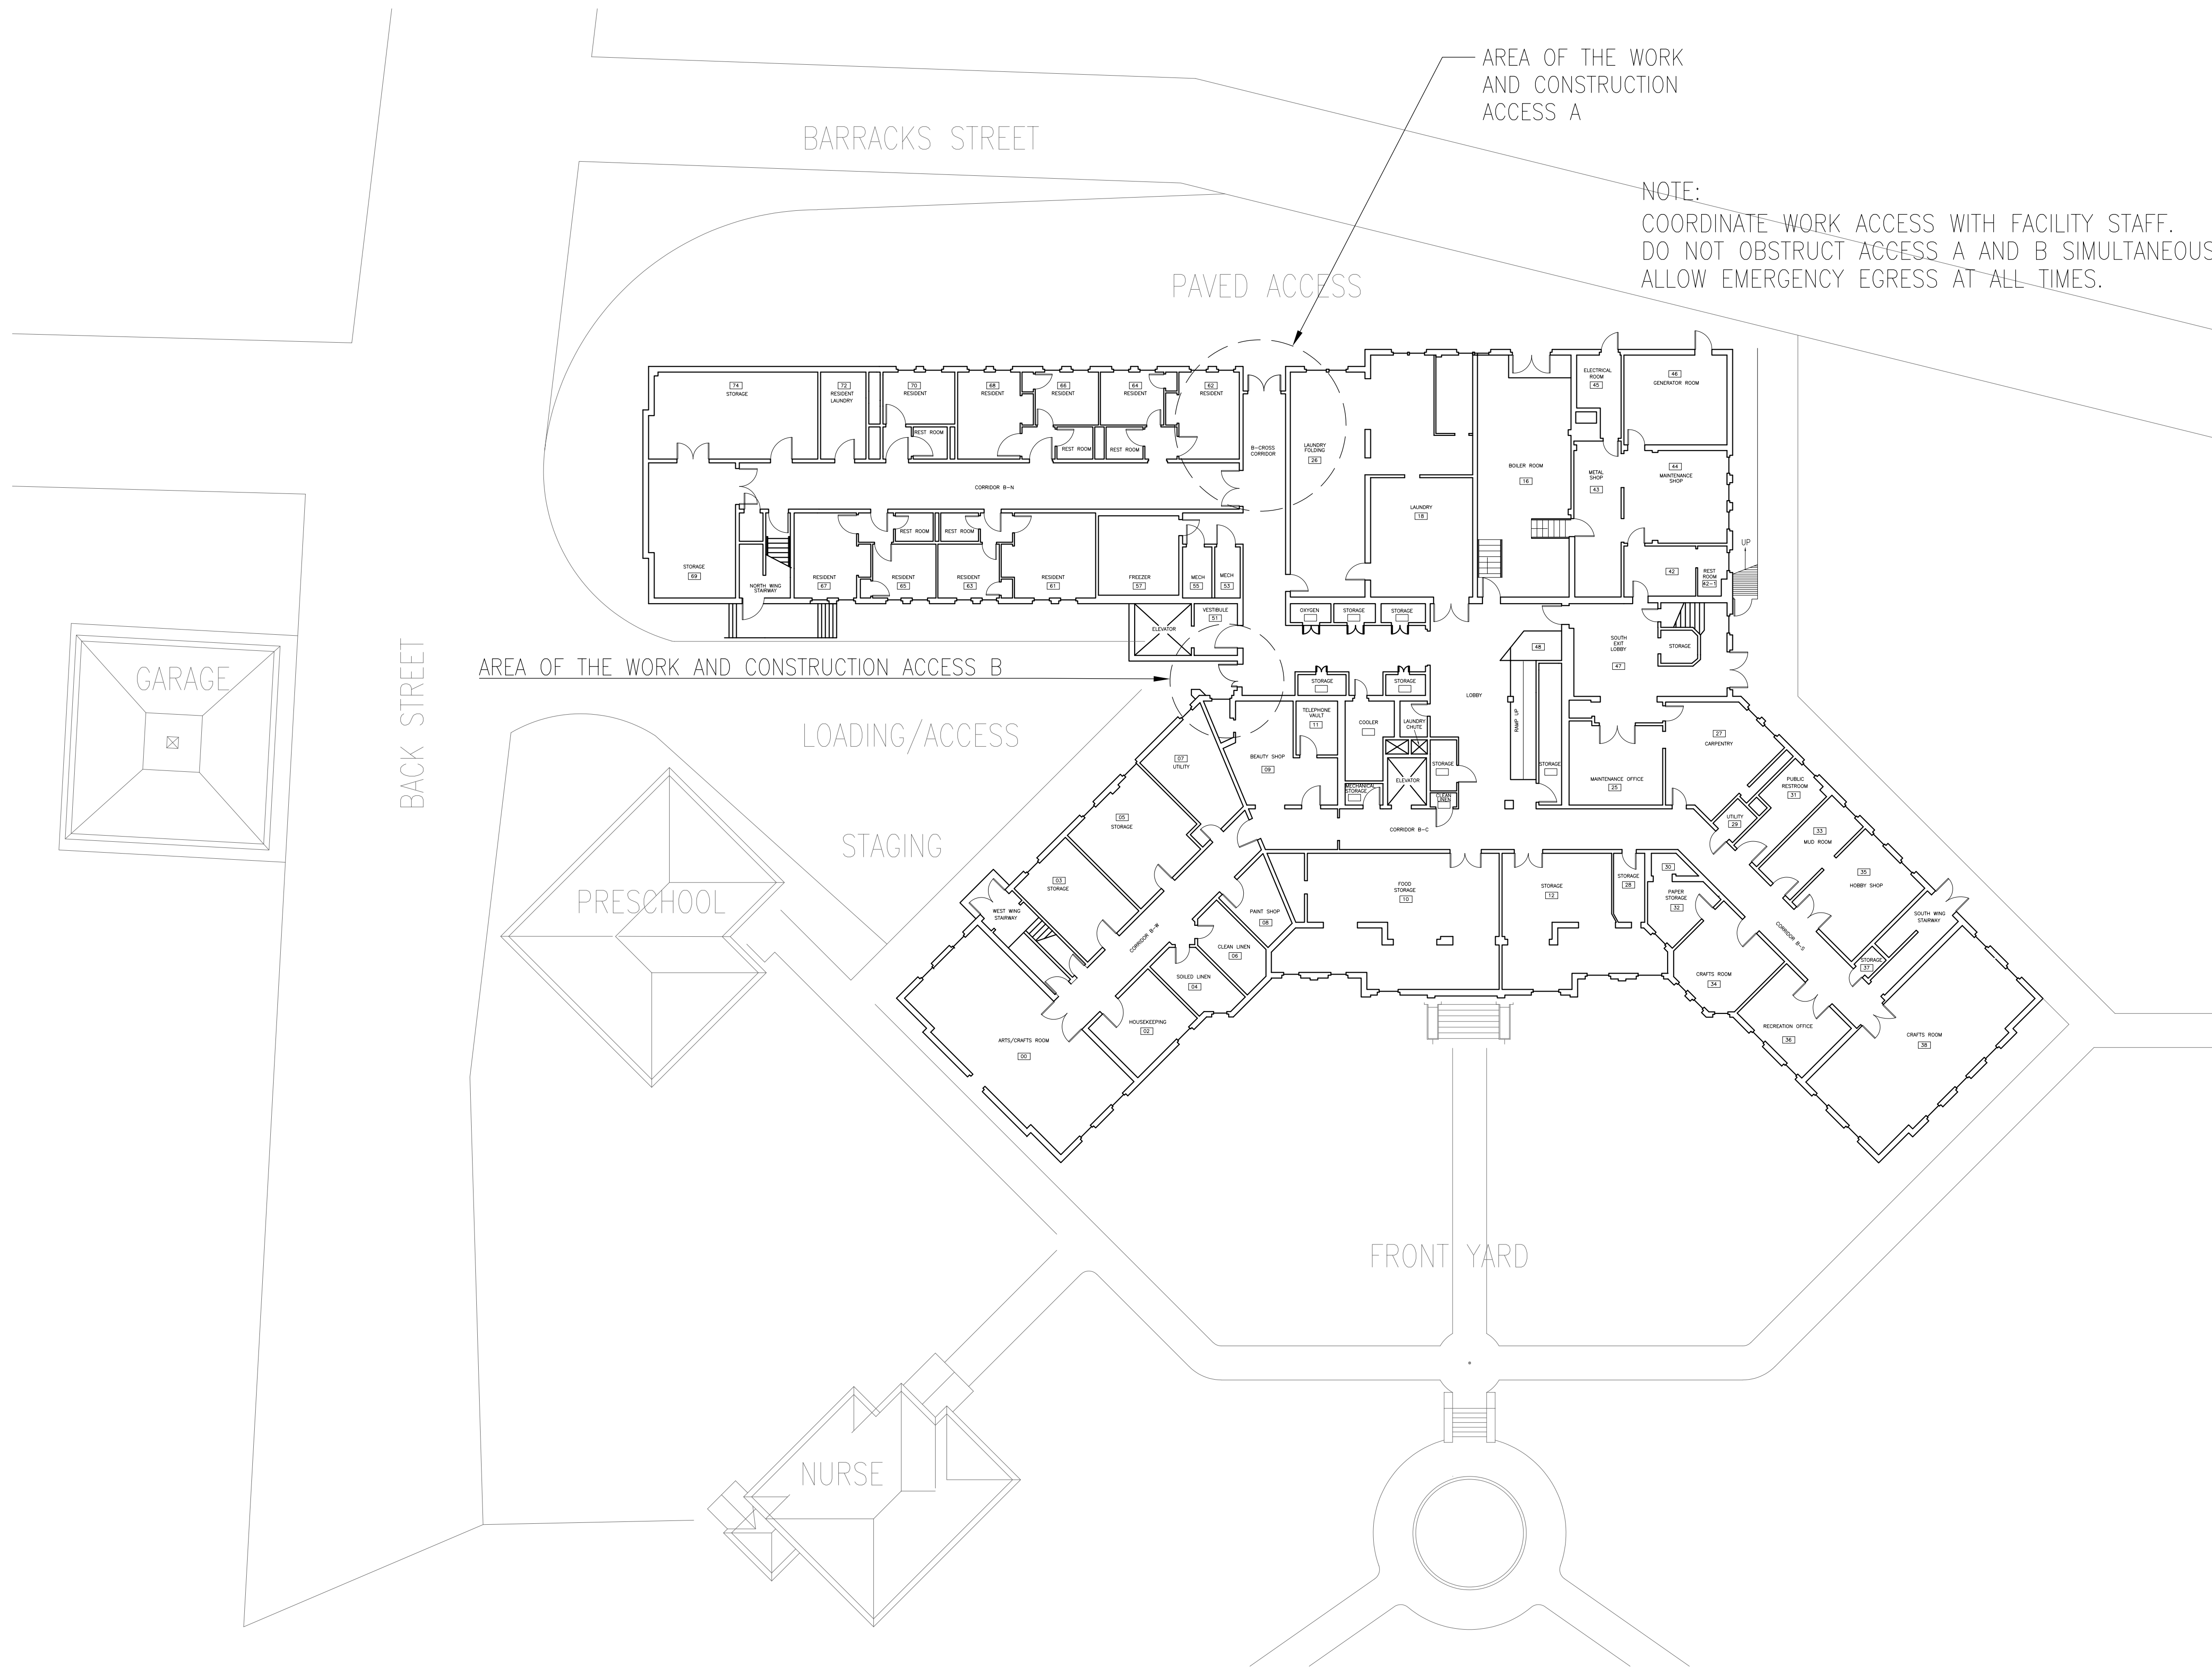 AREA OF THE WORK
AND CONSTRUCTION
ACCESS A
BARRACKS STREET
NOTE:
COORDINATE WORK ACCESS WITH FACILITY STAFF.
DO NOT OBSTRUCT ACCESS A AND B SIMULTANEOUS
ALLOW EMERGENCY EGRESS AT ALL TIMES.
PAVED ACCESS
74
STORAGE
72
RESIDENT
LAUNDRY
70
RESIDENT
68
RESIDENT
66
RESIDENT
64
RESIDENT
62
RESIDENT
REST ROOM
REST ROOM
REST ROOM
B-CROSS
CORRIDOR
LAUNDRY
FOLDING
26
BOILER ROOM
16
ELECTRICAL
ROOM
45
46
GENERATOR ROOM
METAL
SHOP
43
44
MAINTENANCE
SHOP
CORRIDOR B-N
LAUNDRY
18
STORAGE
69
NORTH WING
STAIRWAY
RESIDENT
67
REST ROOM
REST ROOM
RESIDENT
65
RESIDENT
63
RESIDENT
61
FREEZER
57
MECH
55
MECH
53
42
REST
ROOM
42-1
UP
ELEVATOR
VESTIBULE
51
OXYGEN
STORAGE
STORAGE
48
SOUTH
EXIT
LOBBY
47
STORAGE
AREA OF THE WORK AND CONSTRUCTION ACCESS B
GARAGE
BACK STREET
LOADING/ACCESS
STAGING
PRESCHOOL
STORAGE
STORAGE
LOBBY
RAMP UP
TELEPHONE
VAULT
11
COOLER
LAUNDRY
CHUTE
BEAUTY SHOP
09
MECHANICAL
STORAGE
ELEVATOR
STORAGE
CLEAN
LINEN
STORAGE
MAINTENANCE OFFICE
25
27
CARPENTRY
PUBLIC
RESTROOM
31
UTILITY
29
33
MUD ROOM
35
HOBBY SHOP
SOUTH WING
STAIRWAY
07
UTILITY
05
STORAGE
03
STORAGE
WEST WING
STAIRWAY
CORRIDOR B-W
CORRIDOR B-C
CORRIDOR B-S
FOOD
STORAGE
10
STORAGE
12
STORAGE
28
30
PAPER
STORAGE
32
PAINT SHOP
08
CLEAN LINEN
06
SOILED LINEN
04
HOUSEKEEPING
02
ARTS/CRAFTS ROOM
00
CRAFTS ROOM
34
STORAGE
37
RECREATION OFFICE
36
CRAFTS ROOM
38
FRONT YARD
NURSE